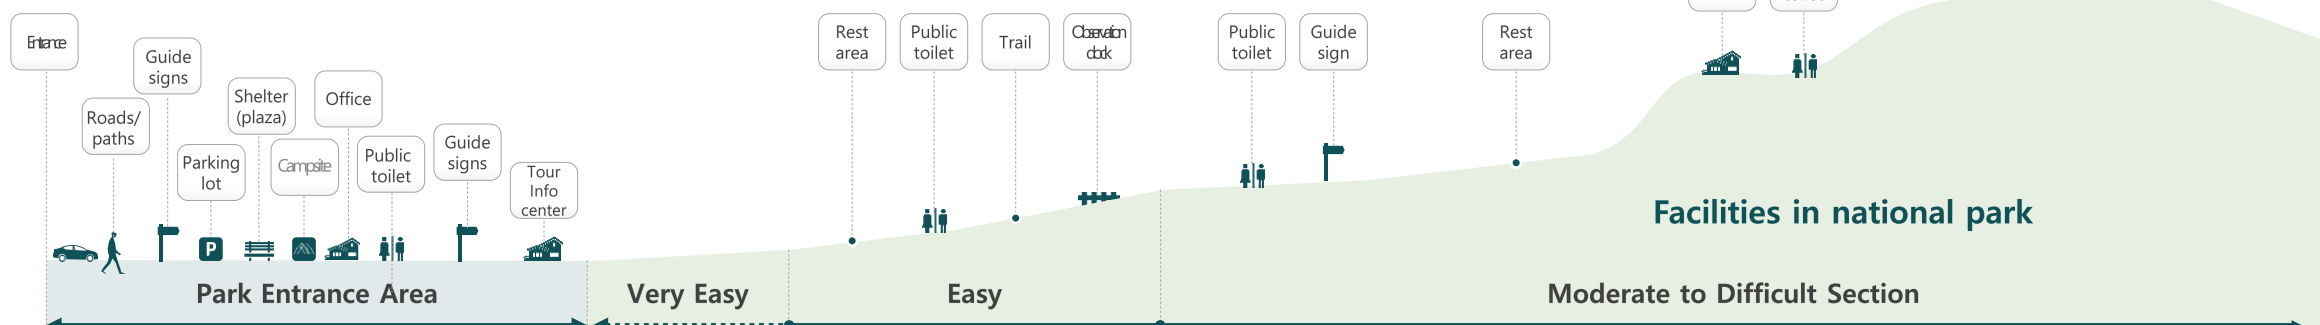 Entrance
Roads/
paths
Guide
signs
Parking
lot
Shelter
(plaza)
Campsite
Office
Public
toilet
Guide
signs
Tour
Info
center
Rest
area
Public
toilet
Trail
Observation
dock
Public
toilet
Guide
sign
Rest
area
P
Facilities in national park
Park Entrance Area
Very Easy
Easy
Moderate to Difficult Section